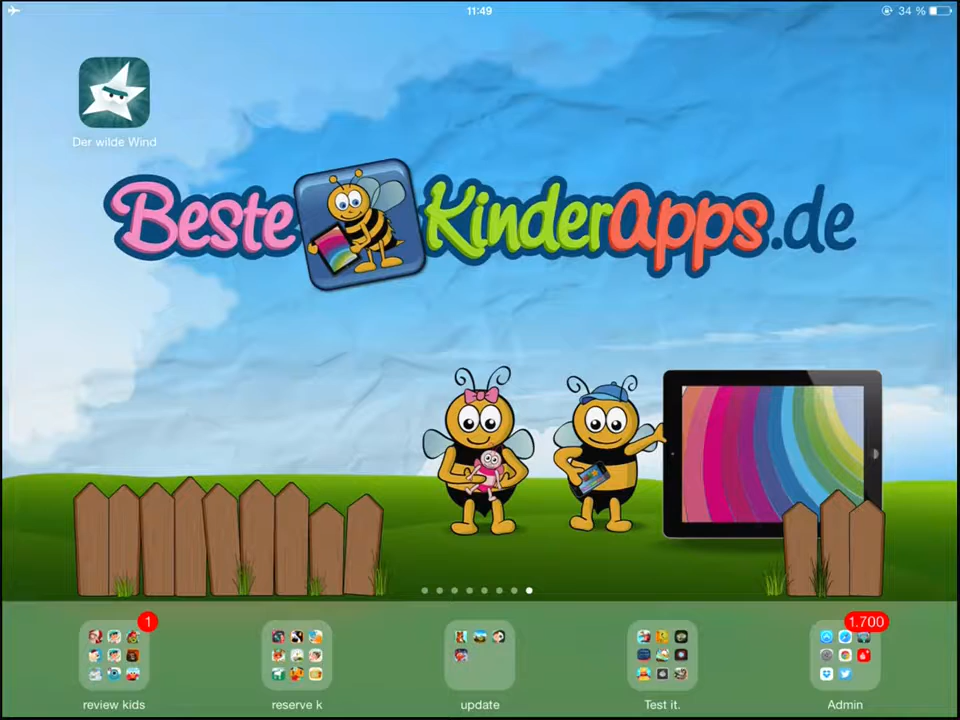 11:49
34 %
Der wilde Wind
BesteKinderApps.de
1
1.700
review kids
reserve k
update
Test it.
Admin